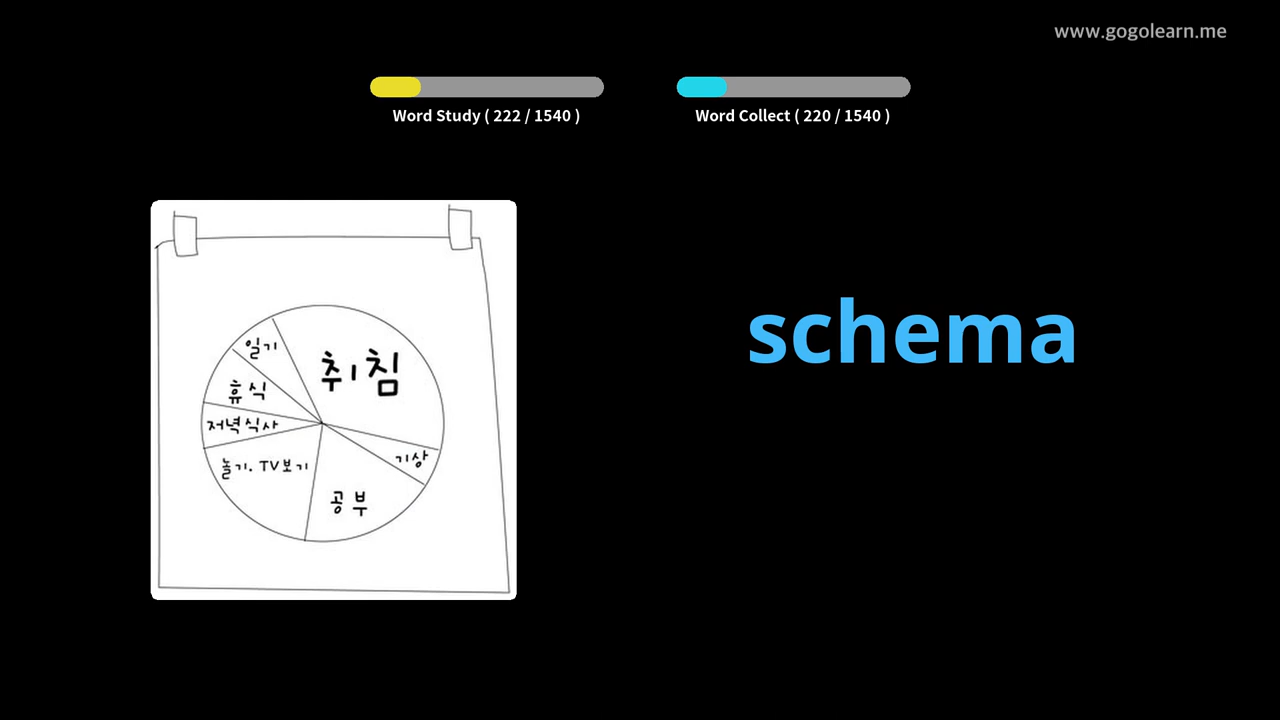 www.gogolearn.me
Word Study ( 222 / 1540 )
Word Collect ( 220 / 1540 )
일기
취침
휴식
저녁식사
놀기. TV보기
기상
공부
schema